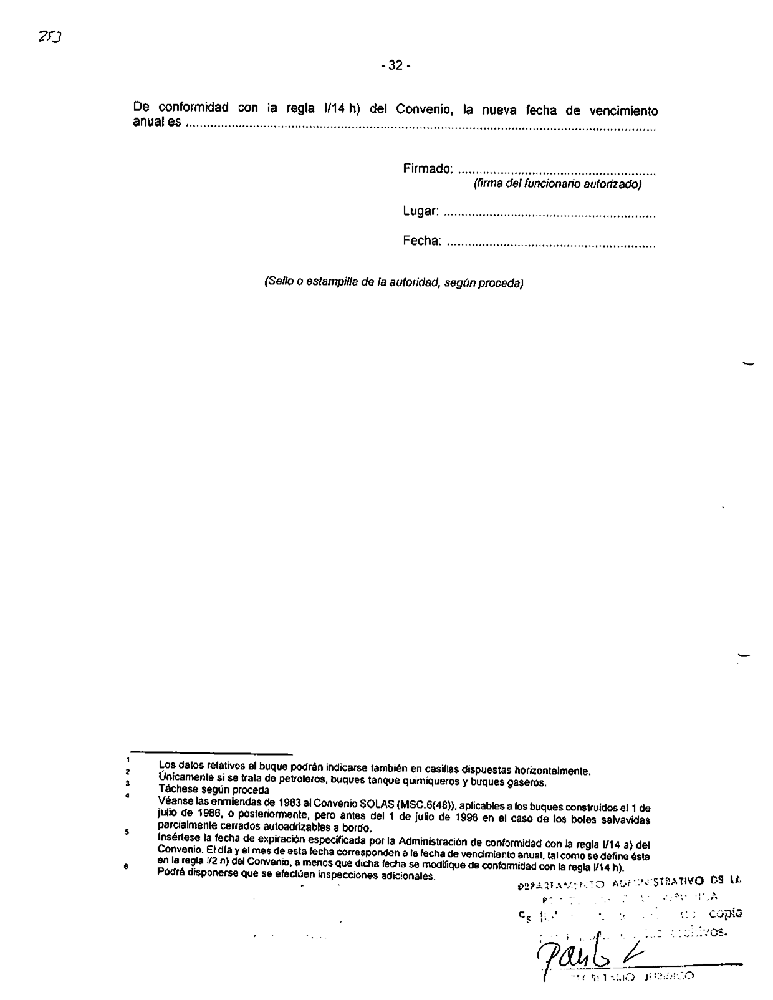 253
- 32 -
De conformidad con la regla I/14 h) del Convenio, la nueva fecha de vencimiento
anual es ..............................................................................................................................
Firmado: ........................................................
(firma del funcionario autorizado)
Lugar: ............................................................
Fecha: ...........................................................
(Sello o estampilla de la autoridad, según proceda)
1 Los datos relativos al buque podrán indicarse también en casillas dispuestas horizontalmente.
2 Únicamente si se trata de petroleros, buques tanque quimiqueros y buques gaseros.
3 Táchese según proceda
4 Véanse las enmiendas de 1983 al Convenio SOLAS (MSC.6(48)), aplicables a los buques construidos el 1 de
julio de 1986, o posteriormente, pero antes del 1 de julio de 1998 en el caso de los botes salvavidas
parcialmente cerrados autoadrizables a bordo.
5 Insértese la fecha de expiración especificada por la Administración de conformidad con la regla I/14 a) del
Convenio. El día y el mes de esta fecha corresponden a la fecha de vencimiento anual, tal como se define ésta
en la regla I/2 n) del Convenio, a menos que dicha fecha se modifique de conformidad con la regla I/14 h).
6 Podrá disponerse que se efectúen inspecciones adicionales.
DEPARTAMENTO ADMINISTRATIVO DE LA
Es copia
archivos.
SECRETARIO JURIDICO